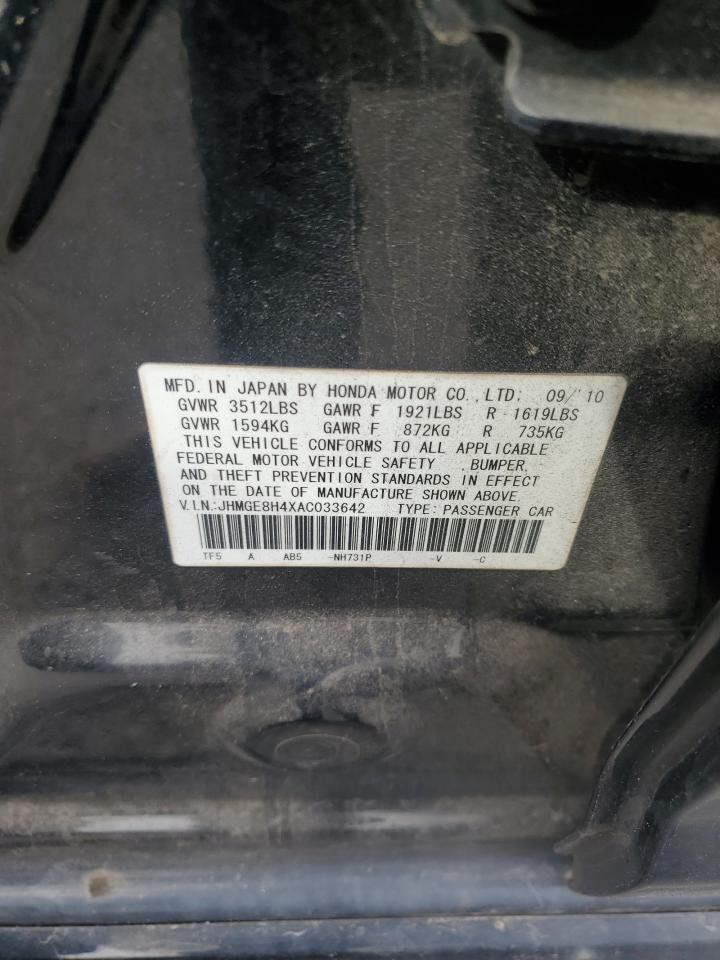 MFD. IN JAPAN BY HONDA MOTOR CO., LTD; 09/'10
GVWR 3512LBS GAWR F 1921LBS R -1619LBS
GVWR 1594KG GAWR F 872KG R 735KG
THIS VEHICLE CONFORMS TO ALL APPLICABLE
FEDERAL MOTOR VEHICLE SAFETY ,BUMPER,
AND THEFT PREVENTION STANDARDS IN EFFECT
ON THE DATE OF MANUFACTURE SHOWN ABOVE.
V.I.N.:JHMGE8H4XAC033642 TYPE: PASSENGER CAR
TF5 A AB5 -NH731P -V -C